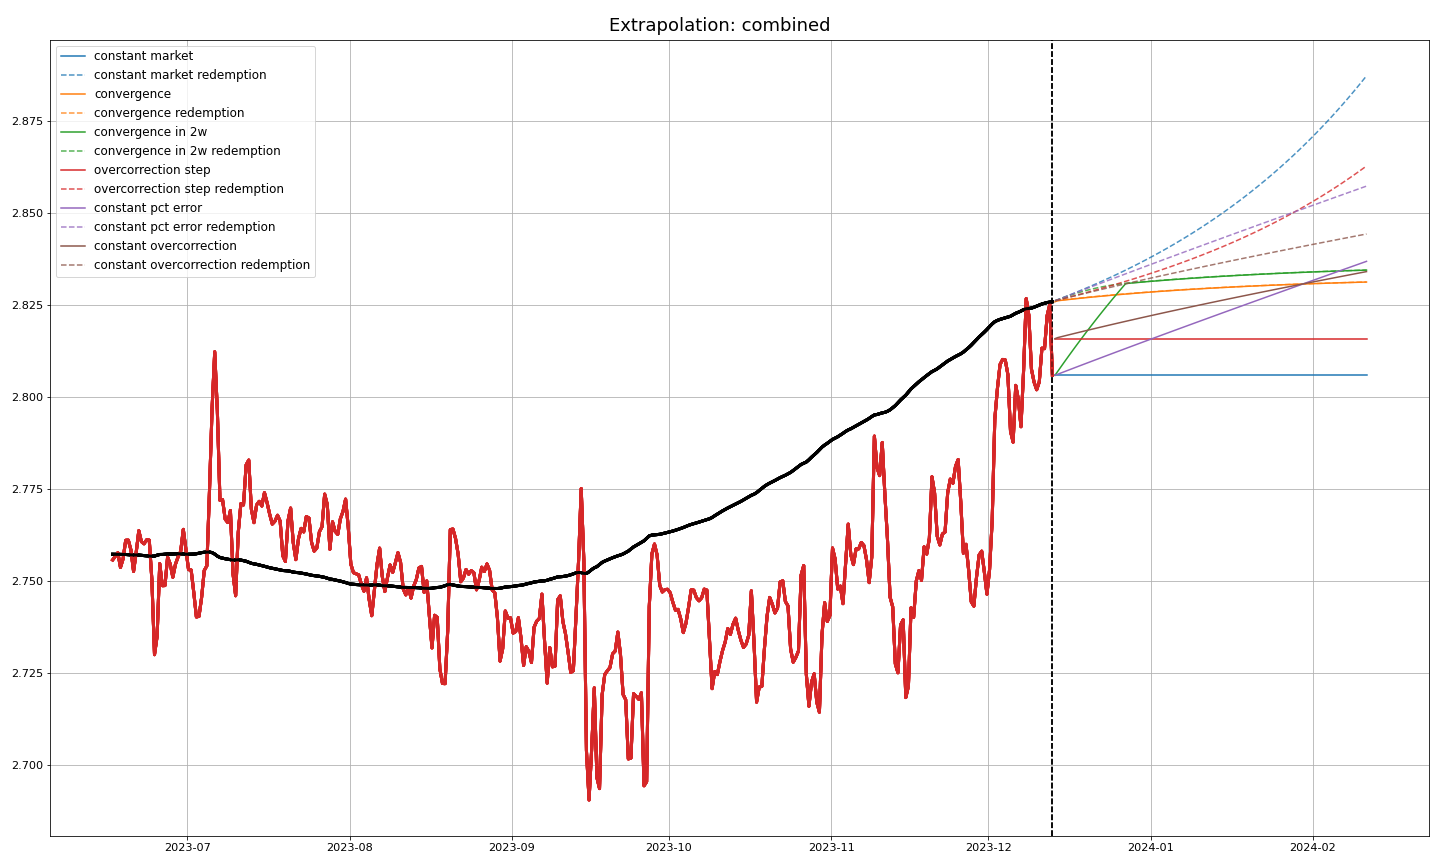 Extrapolation: combined
constant market
constant market redemption
convergence
convergence redemption
convergence in 2w
convergence in 2w redemption
overcorrection step
overcorrection step redemption
constant pct error
constant pct error redemption
constant overcorrection
constant overcorrection redemption
2.875
2.850
2.825
2.800
2.775
2.750
2.725
2.700
2023-07 2023-08 2023-09 2023-10 2023-11 2023-12 2024-01 2024-02